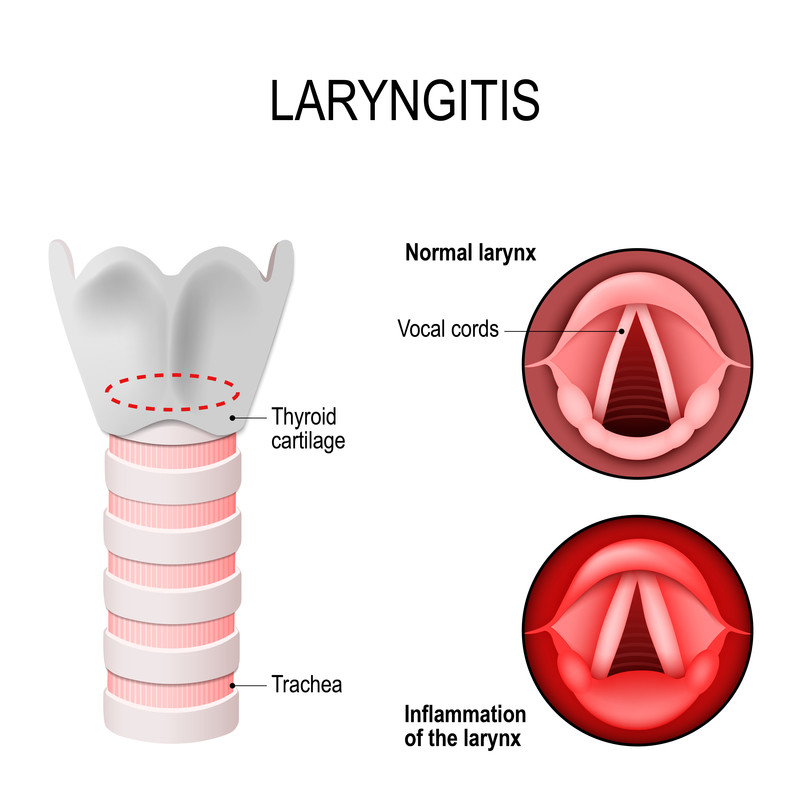 LARYNGITIS
Normal larynx
Vocal cords
Thyroid
cartilage
Trachea
Inflammation
of the larynx